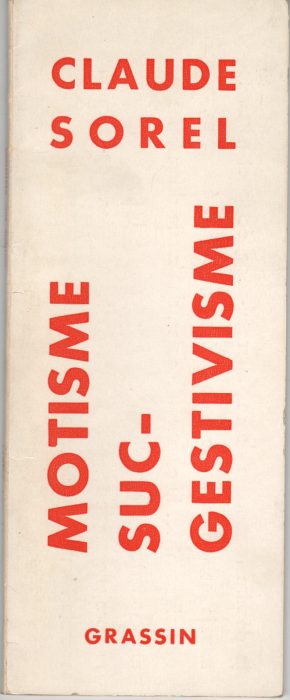 CLAUDE
SOREL
MOTISME
SUC-
GESTIVISME
GRASSIN